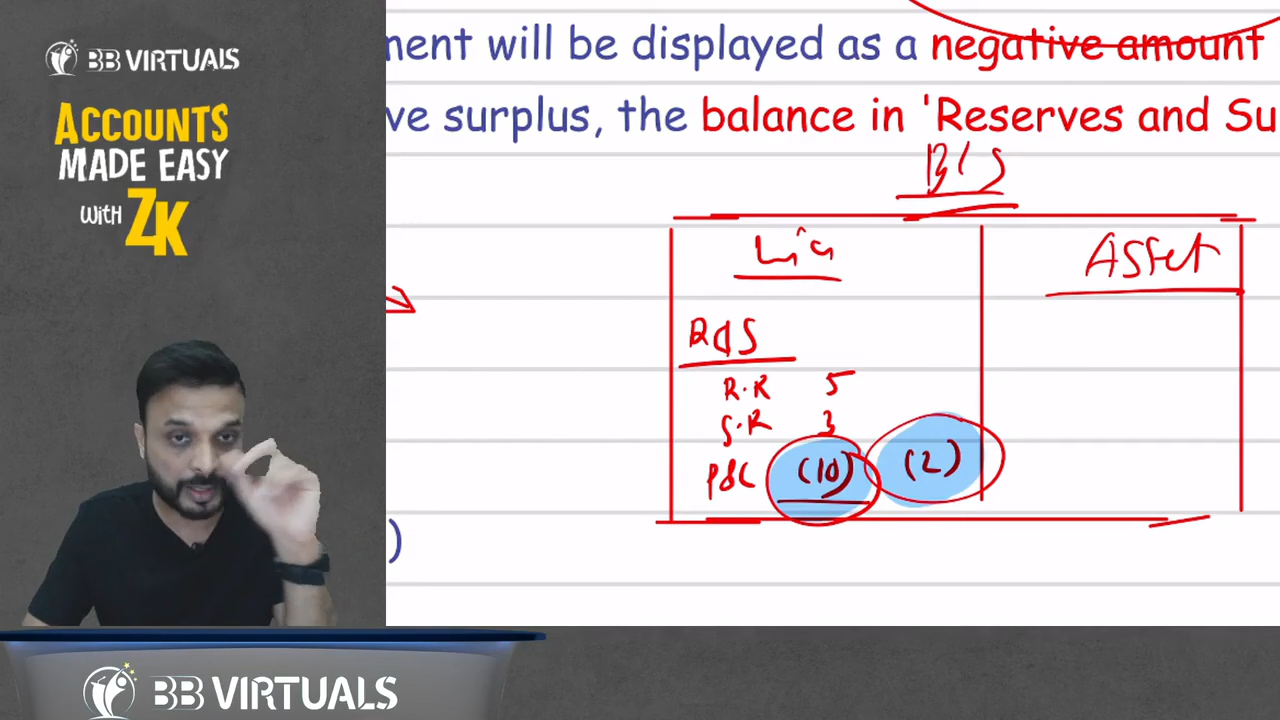 BB VIRTUALS
ACCOUNTS
MADE EASY
WITH ZK
ment will be displayed as a negative amount
ve surplus, the balance in 'Reserves and Su
B/S
Lia Asset
R&S
R.R 5
S.R 3
P&L (10) (2)
)
BB VIRTUALS